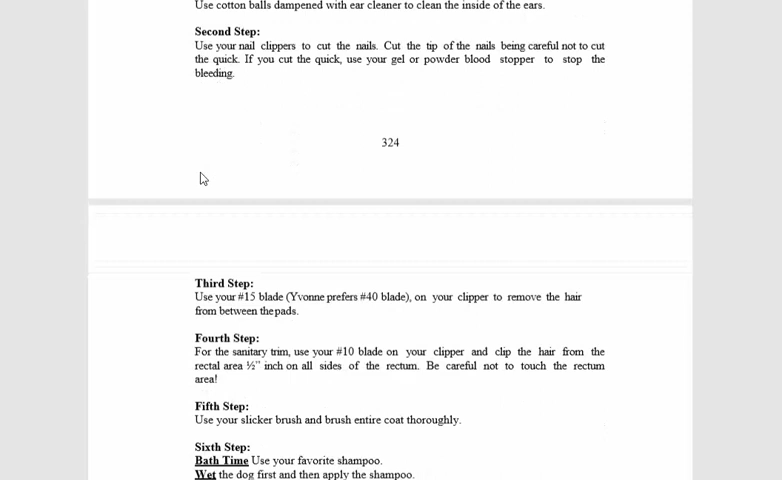 Use cotton balls dampened with ear cleaner to clean the inside of the ears.
Second Step:
Use your nail clippers to cut the nails. Cut the tip of the nails being careful not to cut
the quick. If you cut the quick, use your gel or powder blood stopper to stop the
bleeding.
324
Third Step:
Use your #15 blade (Yvonne prefers #40 blade), on your clipper to remove the hair
from between the pads.
Fourth Step:
For the sanitary trim, use your #10 blade on your clipper and clip the hair from the
rectal area ½" inch on all sides of the rectum. Be careful not to touch the rectum
area!
Fifth Step:
Use your slicker brush and brush entire coat thoroughly.
Sixth Step:
Bath Time Use your favorite shampoo.
Wet the dog first and then apply the shampoo.